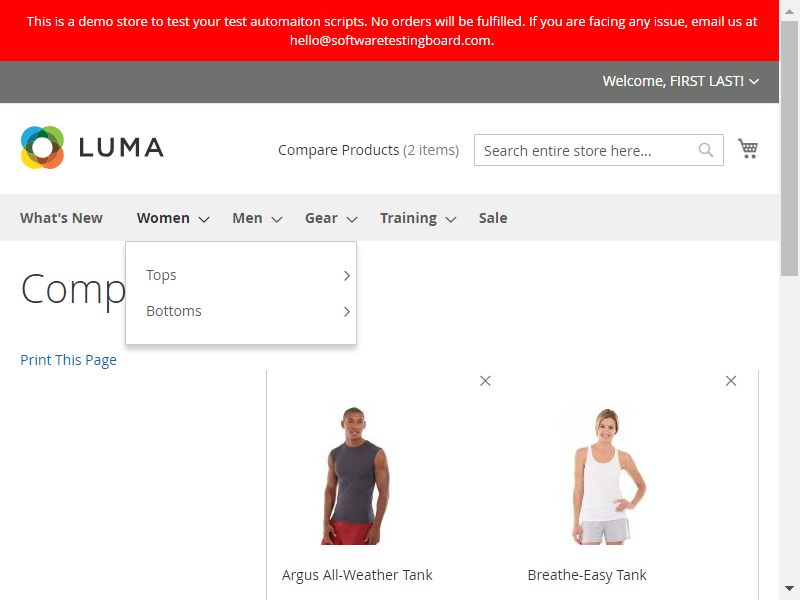 This is a demo store to test your test automaiton scripts. No orders will be fulfilled. If you are facing any issue, email us at
hello@softwaretestingboard.com.
Welcome, FIRST LAST!
LUMA
Compare Products (2 items)
Search entire store here...
What's New
Women
Men
Gear
Training
Sale
Tops
Bottoms
Comp
Print This Page
Argus All-Weather Tank
Breathe-Easy Tank